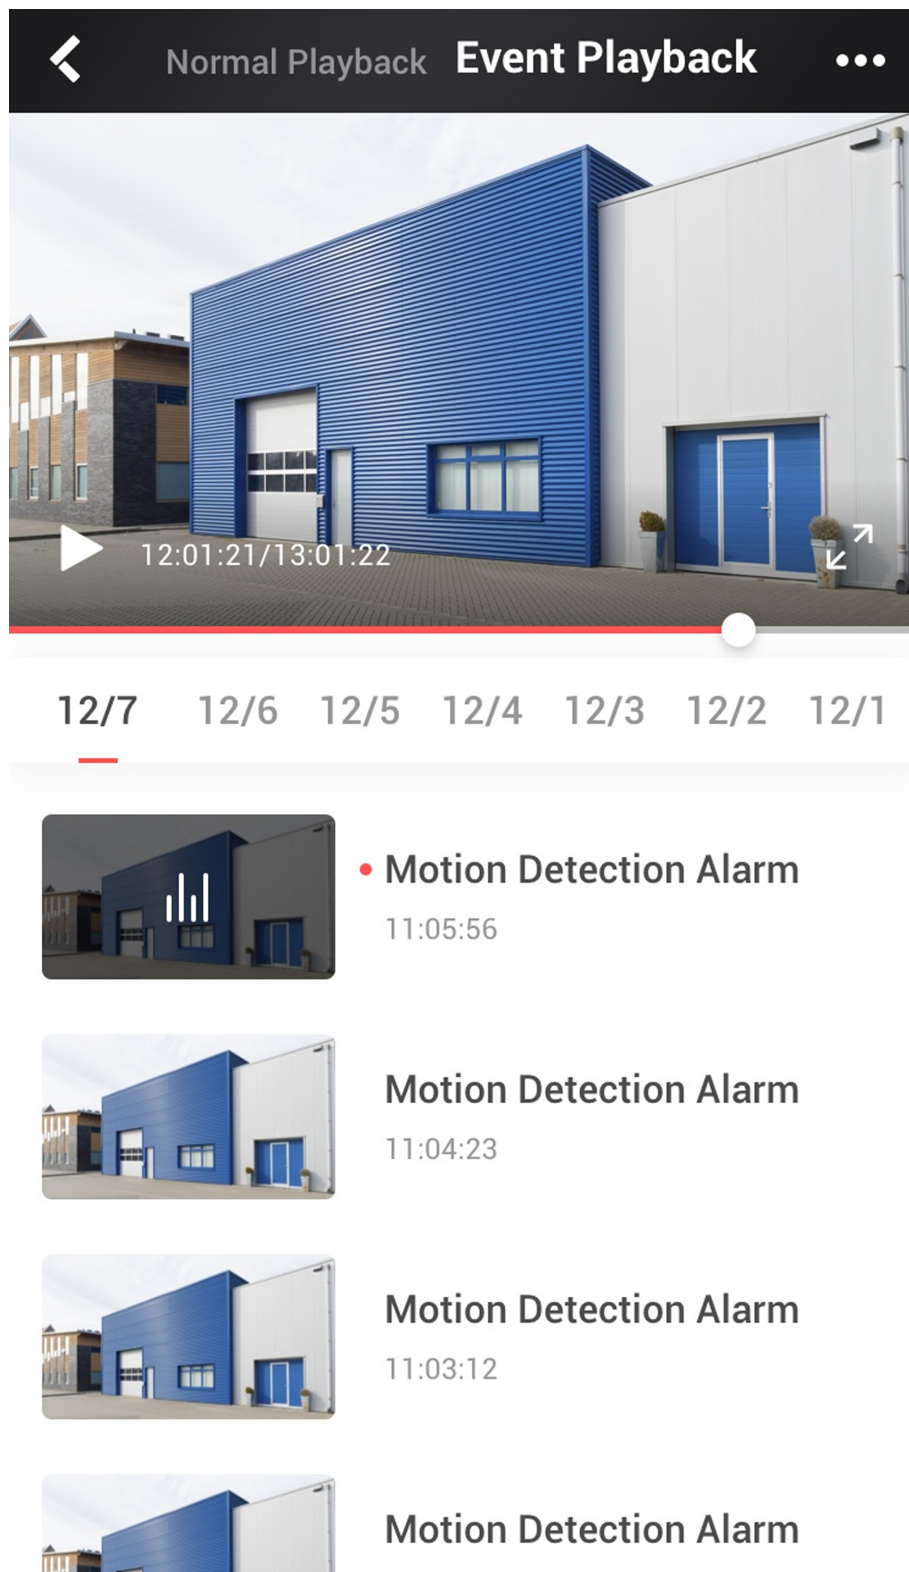 Normal Playback Event Playback
12:01:21/13:01:22
12/7 12/6 12/5 12/4 12/3 12/2 12/1
Motion Detection Alarm
11:05:56
Motion Detection Alarm
11:04:23
Motion Detection Alarm
11:03:12
Motion Detection Alarm